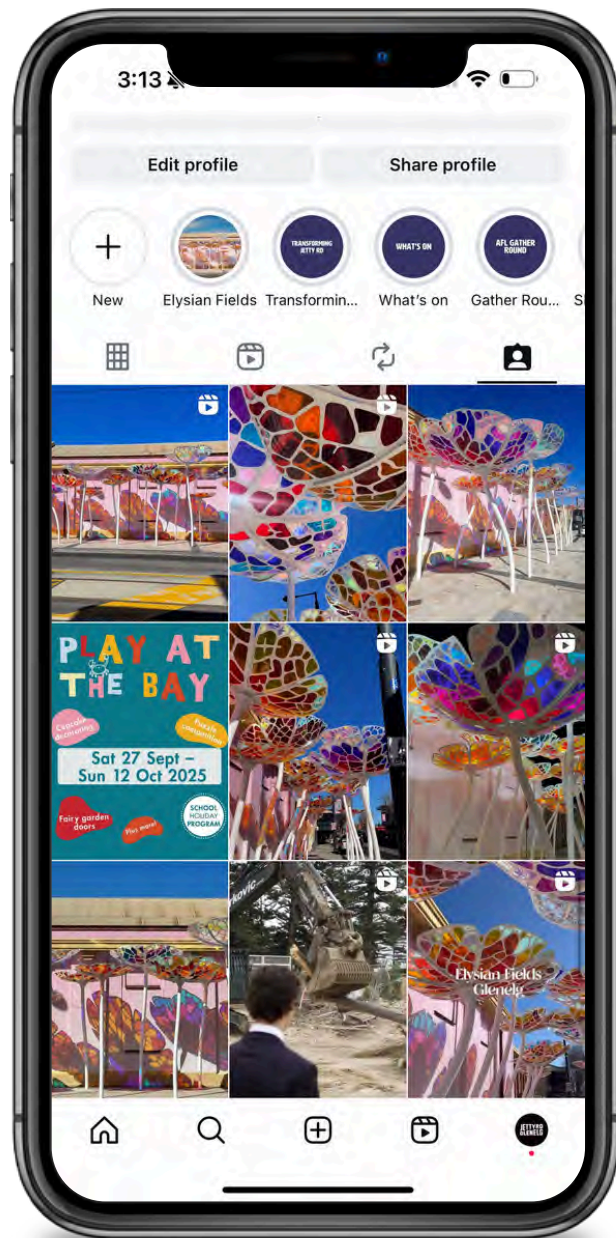 3:13
Edit profile
Share profile
TRANSFORMING
JETTY RD
WHAT'S ON
AFL GATHER
ROUND
New
Elysian Fields
Transformin...
What's on
Gather Rou...
PLAY AT
THE BAY
Cupcake
decorating
Puzzle
competition
Sat 27 Sept –
Sun 12 Oct 2025
Fairy garden
doors
Plus more!
SCHOOL
HOLIDAY
PROGRAM
Elysian Fields
Glenelg
JETTYRD
GLENELG